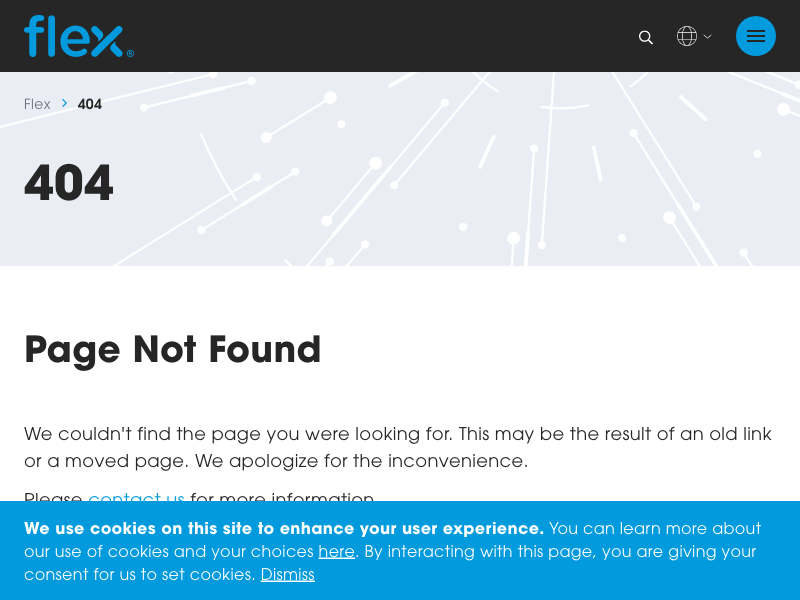 flex.®
Flex > 404
404
Page Not Found
We couldn't find the page you were looking for. This may be the result of an old link
or a moved page. We apologize for the inconvenience.
Please contact us for more information.
We use cookies on this site to enhance your user experience. You can learn more about
our use of cookies and your choices here. By interacting with this page, you are giving your
consent for us to set cookies. Dismiss